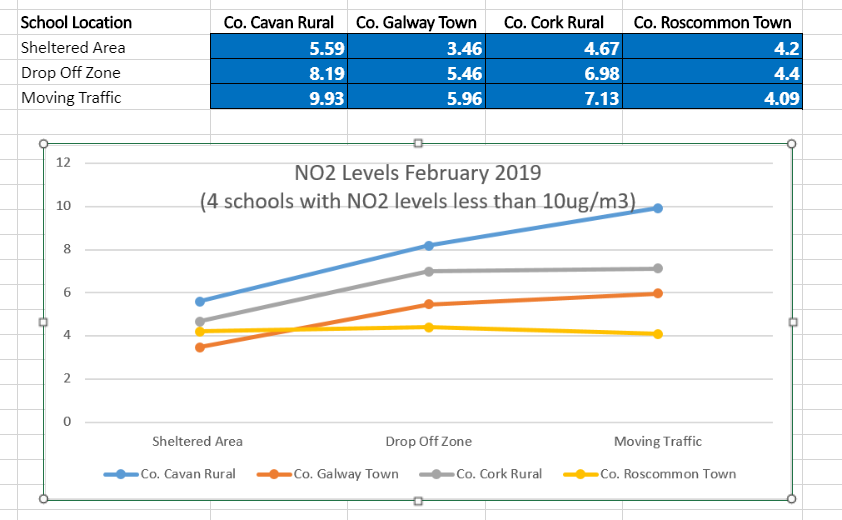 School Location Co. Cavan Rural Co. Galway Town Co. Cork Rural Co. Roscommon Town
Sheltered Area 5.59 3.46 4.67 4.2
Drop Off Zone 8.19 5.46 6.98 4.4
Moving Traffic 9.93 5.96 7.13 4.09
NO2 Levels February 2019
(4 schools with NO2 levels less than 10ug/m3)
12
10
8
6
4
2
0
Sheltered Area Drop Off Zone Moving Traffic
Co. Cavan Rural Co. Galway Town Co. Cork Rural Co. Roscommon Town